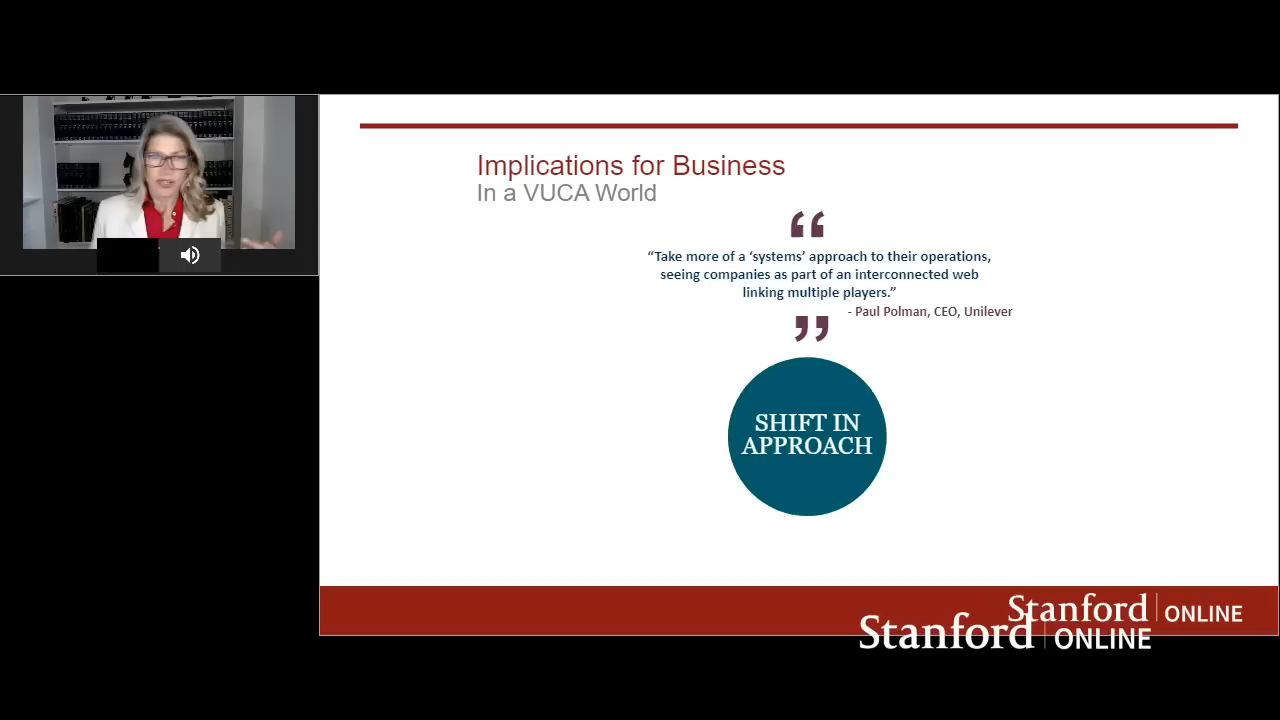 Implications for Business
In a VUCA World
“
“Take more of a ‘systems’ approach to their operations,
seeing companies as part of an interconnected web
linking multiple players.”
- Paul Polman, CEO, Unilever
”
SHIFT IN
APPROACH
Stanford | ONLINE
Stanford | ONLINE